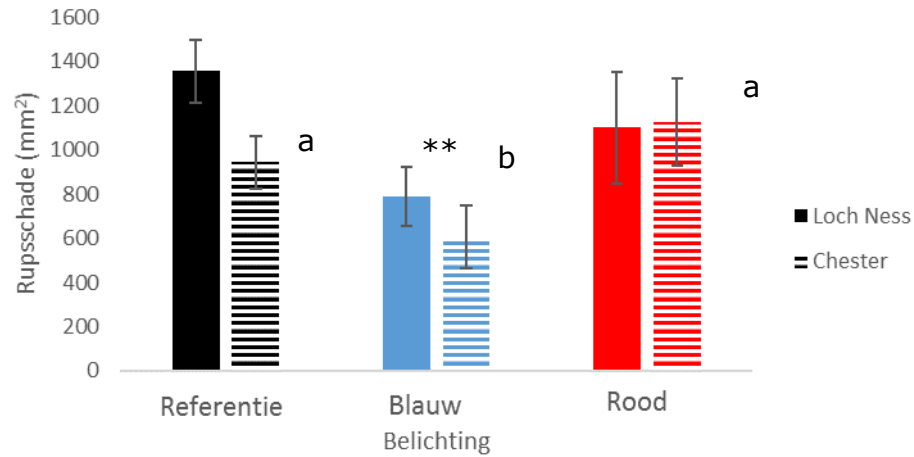 Rupsschade (mm²)
1600
1400
1200
1000
800
600
400
200
0
a
**
b
a
Referentie
Blauw
Rood
Belichting
Loch Ness
Chester